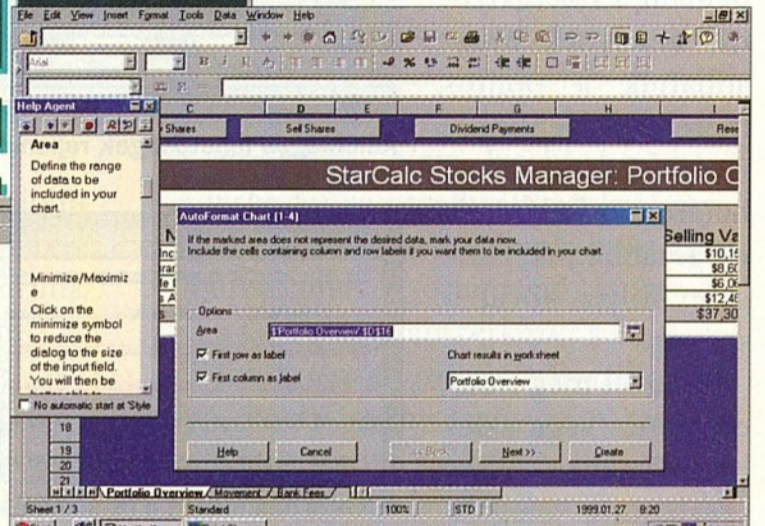 File Edit View Insert Format Tools Data Window Help
Arial
Help Agent
Area
Define the range
of data to be
included in your
chart.
Minimize/Maximiz
e
Click on the
minimize symbol
to reduce the
dialog to the size
of the input field.
You will then be
No automatic start at 'Style
C D E F G H I
Shares Sell Shares Dividend Payments
StarCalc Stocks Manager: Portfolio
Selling Va
$10,15
$8,60
$6,06
$12,48
$37,30
AutoFormat Chart (1-4)
If the marked area does not represent the desired data, mark your data now.
Include the cells containing column and row labels if you want them to be included in your chart.
Options
Area $'Portfolio Overview'.$D$16
First row as label Chart results in worksheet
First column as label Portfolio Overview
Help Cancel << Back Next >> Create
18
19
20
21
Portfolio Overview Movement Bank Fees
Sheet 1 / 3 Standard 100% STD 1999.01.27 9:20